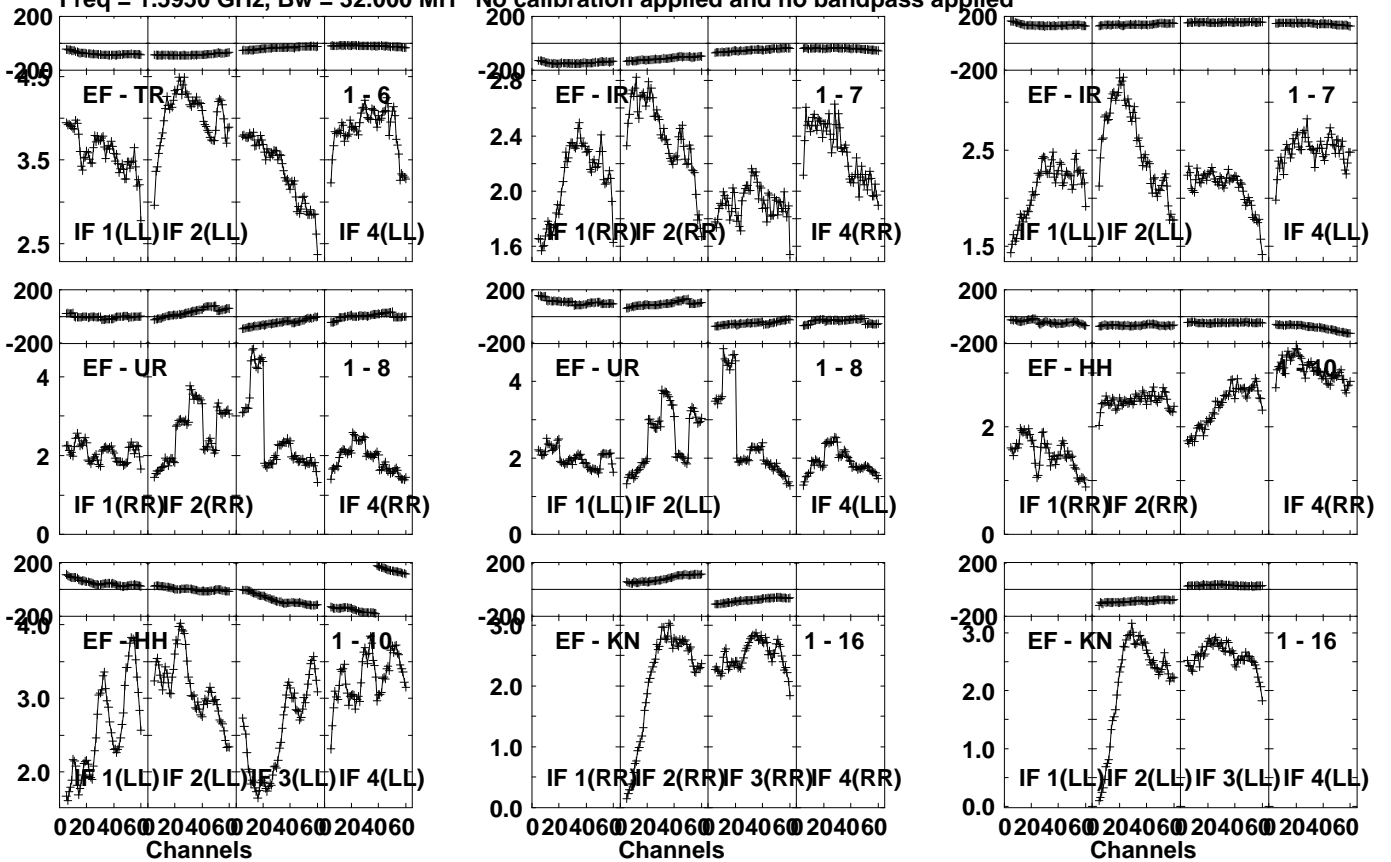 Freq = 1.5950 GHz, Bw = 32.000 MH No calibration applied and no bandpass applied
200
-200
4.5
3.5
2.5
EF - TR
1 - 6
IF 1(LL) IF 2(LL) IF 4(LL)
2.8
2.4
2.0
1.6
EF - IR
1 - 7
IF 1(RR) IF 2(RR) IF 4(RR)
200
-200
2.5
1.5
EF - IR
1 - 7
IF 1(LL) IF 2(LL) IF 4(LL)
200
-200
4
2
0
EF - UR
1 - 8
IF 1(RR) IF 2(RR) IF 4(RR)
200
-200
4
2
0
EF - UR
1 - 8
IF 1(LL) IF 2(LL) IF 4(LL)
200
-200
2
0
EF - HH
1 - 10
IF 1(RR) IF 2(RR) IF 4(RR)
200
-200
4.0
3.0
2.0
EF - HH
1 - 10
IF 1(LL) IF 2(LL) IF 3(LL) IF 4(LL)
0 20 40 60 0 20 40 60 0 20 40 60 0 20 40 60
Channels
200
-200
3.0
2.0
1.0
0.0
EF - KN
1 - 16
IF 1(RR) IF 2(RR) IF 3(RR) IF 4(RR)
0 20 40 60 0 20 40 60 0 20 40 60 0 20 40 60
Channels
200
-200
3.0
2.0
1.0
0.0
EF - KN
1 - 16
IF 1(LL) IF 2(LL) IF 3(LL) IF 4(LL)
0 20 40 60 0 20 40 60 0 20 40 60 0 20 40 60
Channels